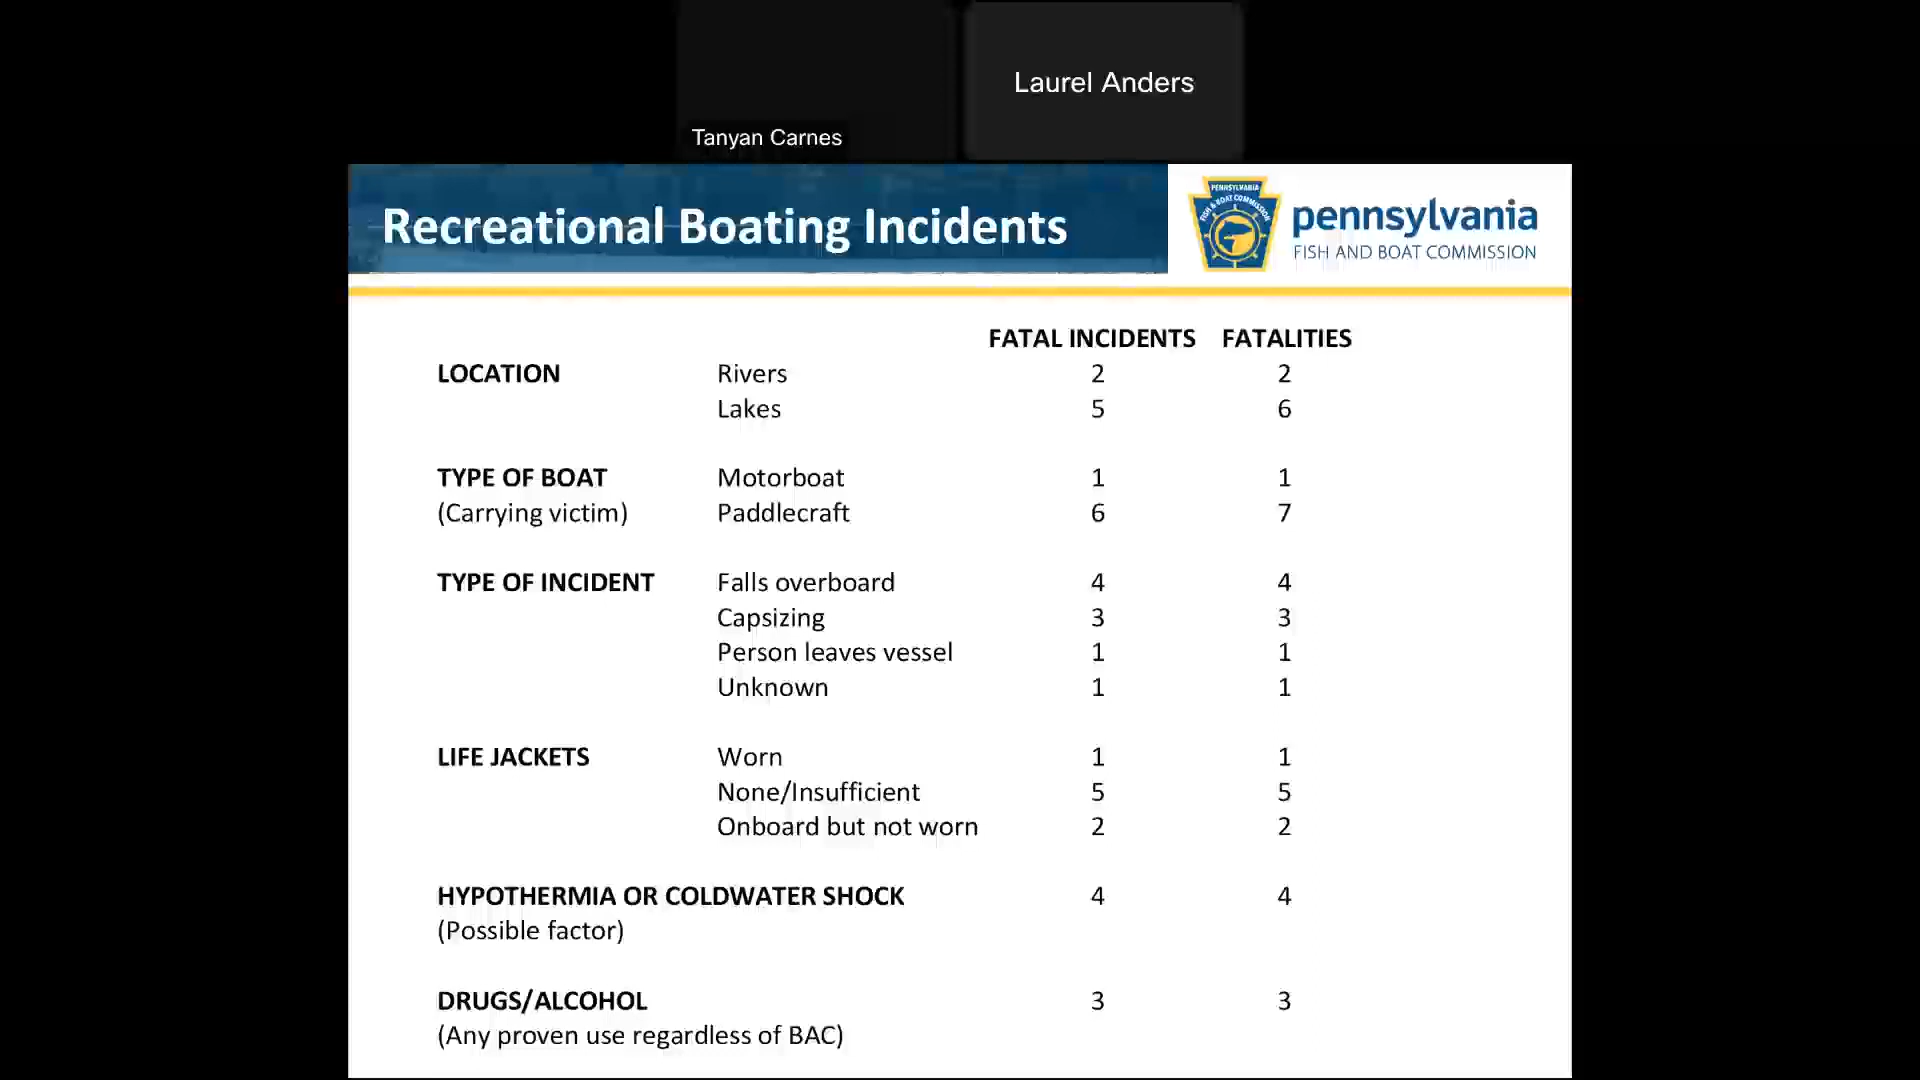 Laurel Anders
Tanyan Carnes
Recreational Boating Incidents
PENNSYLVANIA
FISH & BOAT COMMISSION
pennsylvania
FISH AND BOAT COMMISSION
FATAL INCIDENTS FATALITIES
LOCATION Rivers 2 2
Lakes 5 6
TYPE OF BOAT Motorboat 1 1
(Carrying victim) Paddlecraft 6 7
TYPE OF INCIDENT Falls overboard 4 4
Capsizing 3 3
Person leaves vessel 1 1
Unknown 1 1
LIFE JACKETS Worn 1 1
None/Insufficient 5 5
Onboard but not worn 2 2
HYPOTHERMIA OR COLDWATER SHOCK 4 4
(Possible factor)
DRUGS/ALCOHOL 3 3
(Any proven use regardless of BAC)